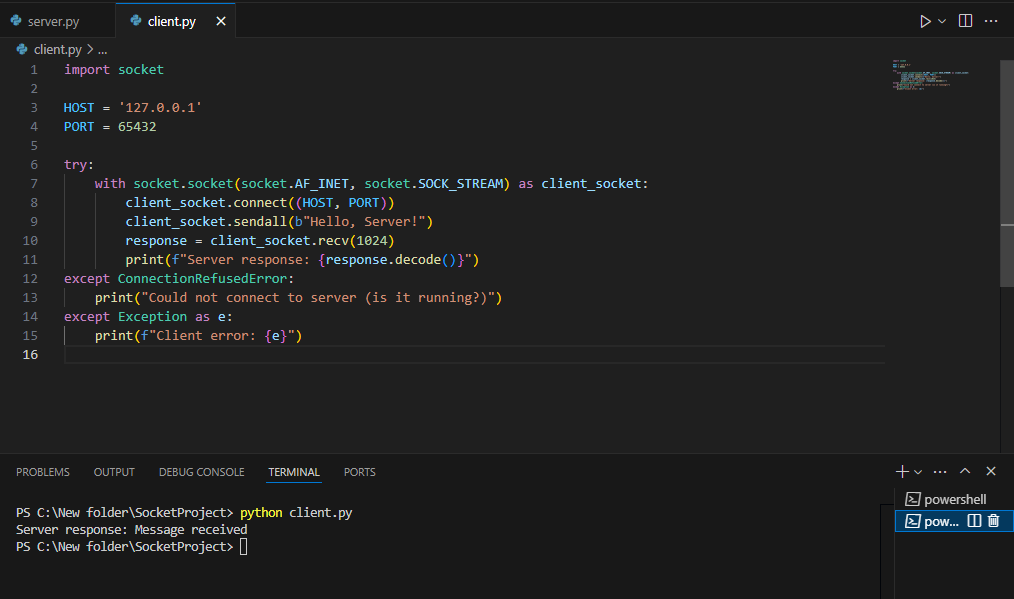 server.py
client.py
client.py > ...
1 import socket
2
3 HOST = '127.0.0.1'
4 PORT = 65432
5
6 try:
7     with socket.socket(socket.AF_INET, socket.SOCK_STREAM) as client_socket:
8         client_socket.connect((HOST, PORT))
9         client_socket.sendall(b"Hello, Server!")
10         response = client_socket.recv(1024)
11         print(f"Server response: {response.decode()}")
12 except ConnectionRefusedError:
13     print("Could not connect to server (is it running?)")
14 except Exception as e:
15     print(f"Client error: {e}")
16
PROBLEMS OUTPUT DEBUG CONSOLE TERMINAL PORTS
powershell
pow...
PS C:\New folder\SocketProject> python client.py
Server response: Message received
PS C:\New folder\SocketProject>